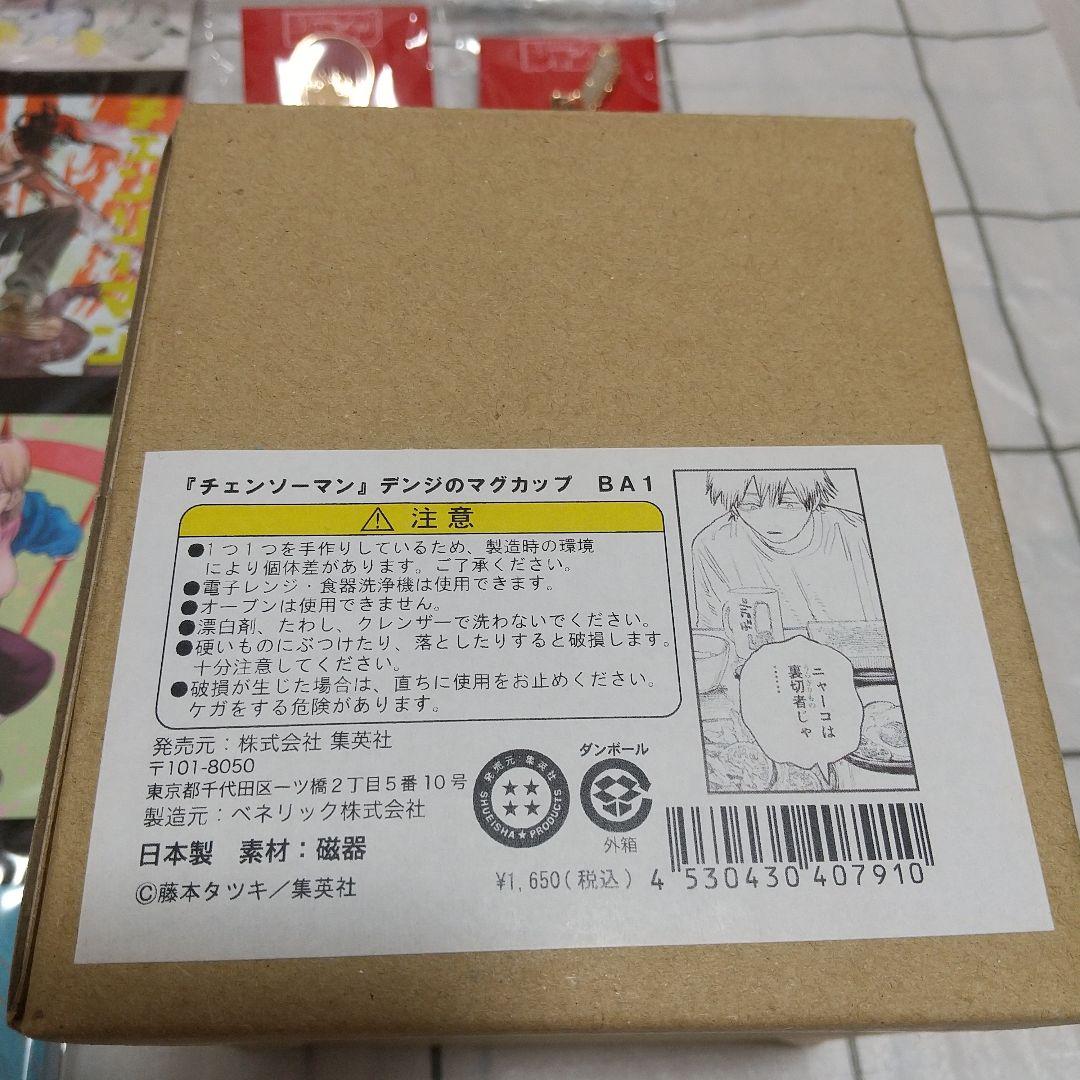 チェンソーマン
『チェンソーマン』デンジのマグカップ　BA1
注意
●1つ1つを手作りしているため、製造時の環境
により個体差があります。ご了承ください。
●電子レンジ・食器洗浄機は使用できます。
●オーブンは使用できません。
●漂白剤、たわし、クレンザーで洗わないでください。
●硬いものにぶつけたり、落としたりすると破損します。
十分注意してください。
●破損が生じた場合は、直ちに使用をお止めください。
ケガをする危険があります。
発売元：株式会社 集英社
〒101-8050
東京都千代田区一ツ橋2丁目5番10号
製造元：ベネリック株式会社
日本製　素材：磁器
©藤本タツキ／集英社
発売元：集英社
SHUEISHA★PRODUCTS
ダンボール
外箱
¥1,650(税込)
4 530430 407910
ニャーコは
裏切者じゃ
……